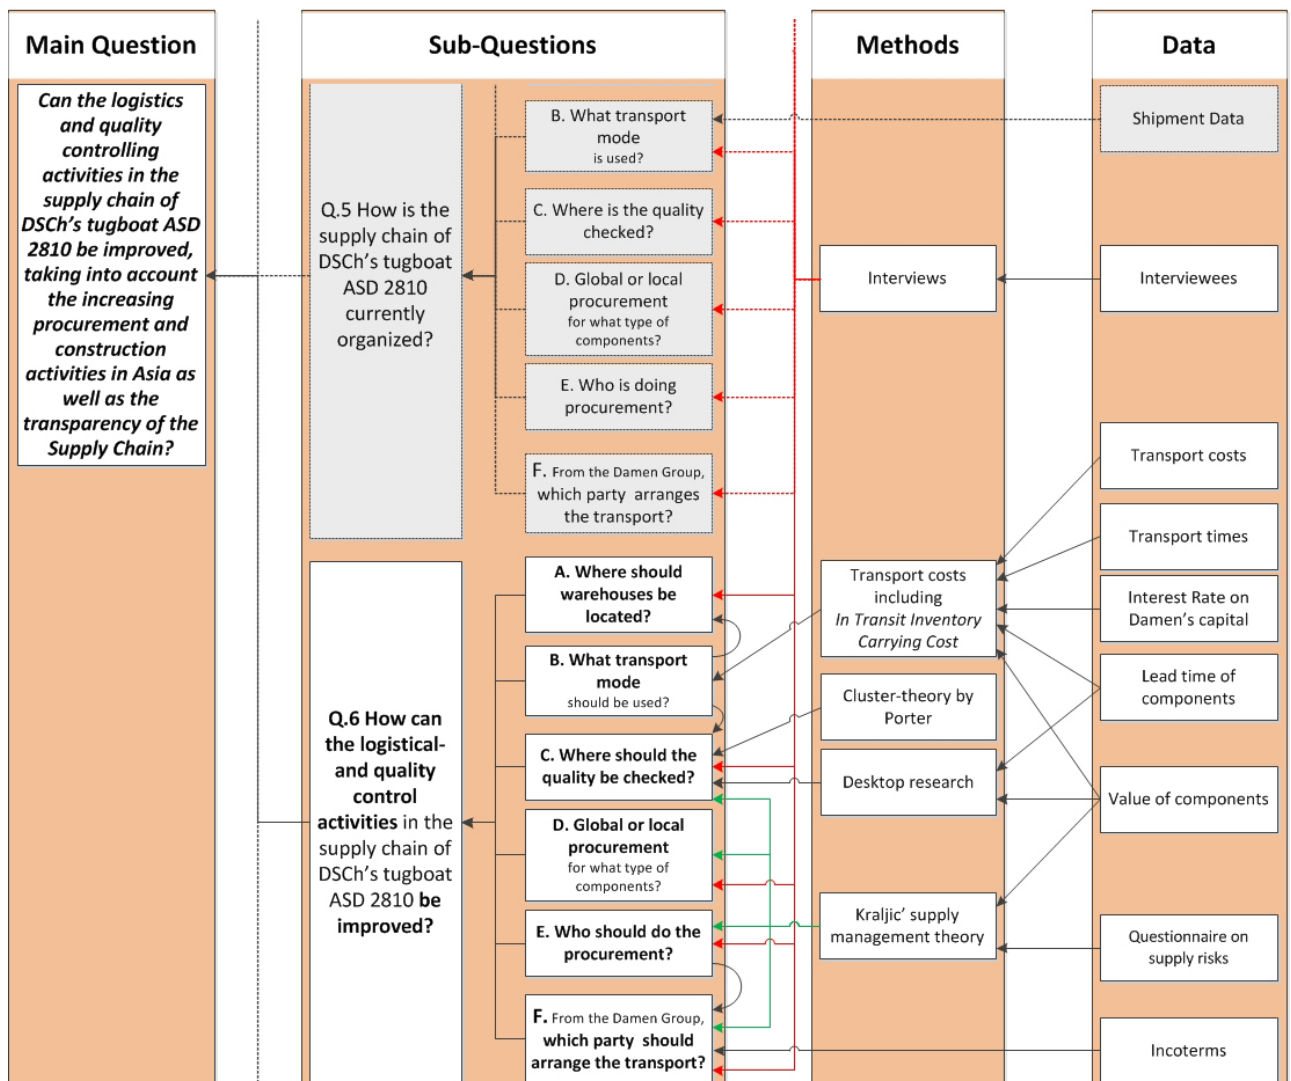 Main Question
Sub-Questions
Methods
Data
Can the logistics
and quality
controlling
activities in the
supply chain of
DSCh's tugboat ASD
2810 be improved,
taking into account
the increasing
procurement and
construction
activities in Asia as
well as the
transparency of the
Supply Chain?
Q.5 How is the
supply chain of
DSCh's tugboat
ASD 2810
currently
organized?
B. What transport
mode
is used?
C. Where is the quality
checked?
D. Global or local
procurement
for what type of
components?
E. Who is doing
procurement?
F. From the Damen Group,
which party arranges
the transport?
Q.6 How can
the logistical-
and quality
control
activities in the
supply chain of
DSCh's tugboat
ASD 2810 be
improved?
A. Where should
warehouses be
located?
B. What transport
mode
should be used?
C. Where should the
quality be checked?
D. Global or local
procurement
for what type of
components?
E. Who should do the
procurement?
F. From the Damen Group,
which party should
arrange the transport?
Interviews
Transport costs
including
In Transit Inventory
Carrying Cost
Cluster-theory by
Porter
Desktop research
Kraljic' supply
management theory
Shipment Data
Interviewees
Transport costs
Transport times
Interest Rate on
Damen's capital
Lead time of
components
Value of components
Questionnaire on
supply risks
Incoterms